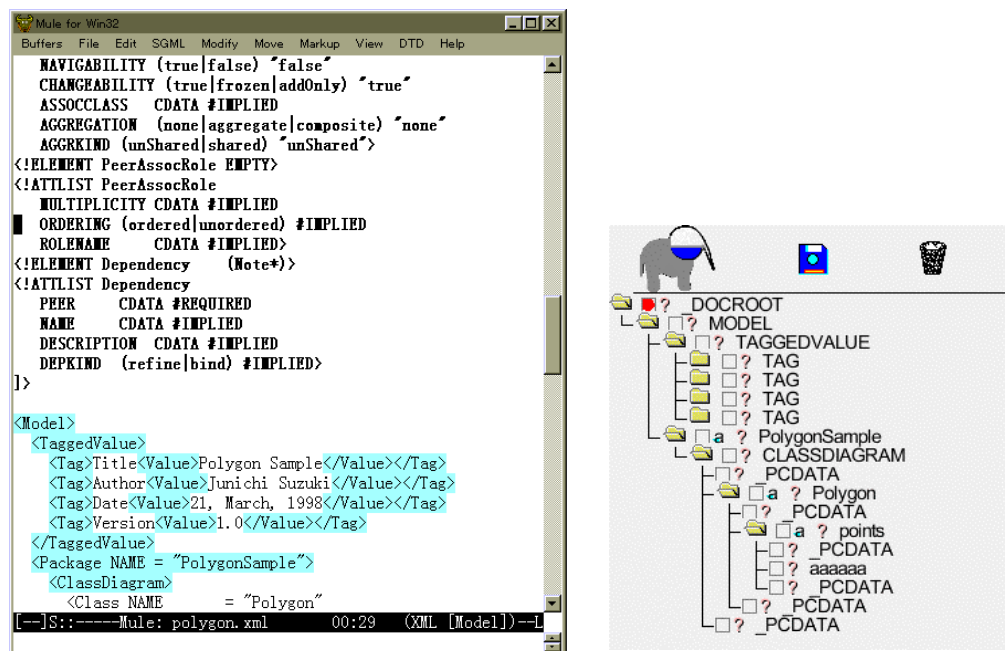 Mule for Win32
Buffers File Edit SGML Modify Move Markup View DTD Help
NAVIGABILITY (true|false) "false"
CHANGEABILITY (true|frozen|addOnly) "true"
ASSOCCLASS CDATA #IMPLIED
AGGREGATION (none|aggregate|composite) "none"
AGGRKIND (unShared|shared) "unShared">
<!ELEMENT PeerAssocRole EMPTY>
<!ATTLIST PeerAssocRole
MULTIPLICITY CDATA #IMPLIED
ORDERING (ordered|unordered) #IMPLIED
ROLENAME CDATA #IMPLIED>
<!ELEMENT Dependency (Note*)>
<!ATTLIST Dependency
PEER CDATA #REQUIRED
NAME CDATA #IMPLIED
DESCRIPTION CDATA #IMPLIED
DEPKIND (refine|bind) #IMPLIED>
]>
<Model>
<TaggedValue>
<Tag>Title<Value>Polygon Sample</Value></Tag>
<Tag>Author<Value>Junichi Suzuki</Value></Tag>
<Tag>Date<Value>21, March, 1998</Value></Tag>
<Tag>Version<Value>1.0</Value></Tag>
</TaggedValue>
<Package NAME = "PolygonSample">
<ClassDiagram>
<Class NAME = "Polygon"
[--]S::-----Mule: polygon.xml 00:29 (XML [Model])--L
? _DOCROOT
? MODEL
? TAGGEDVALUE
? TAG
? TAG
? TAG
? TAG
a ? PolygonSample
? CLASSDIAGRAM
? _PCDATA
a ? Polygon
? _PCDATA
a ? points
? _PCDATA
? aaaaaa
? _PCDATA
? _PCDATA
? _PCDATA